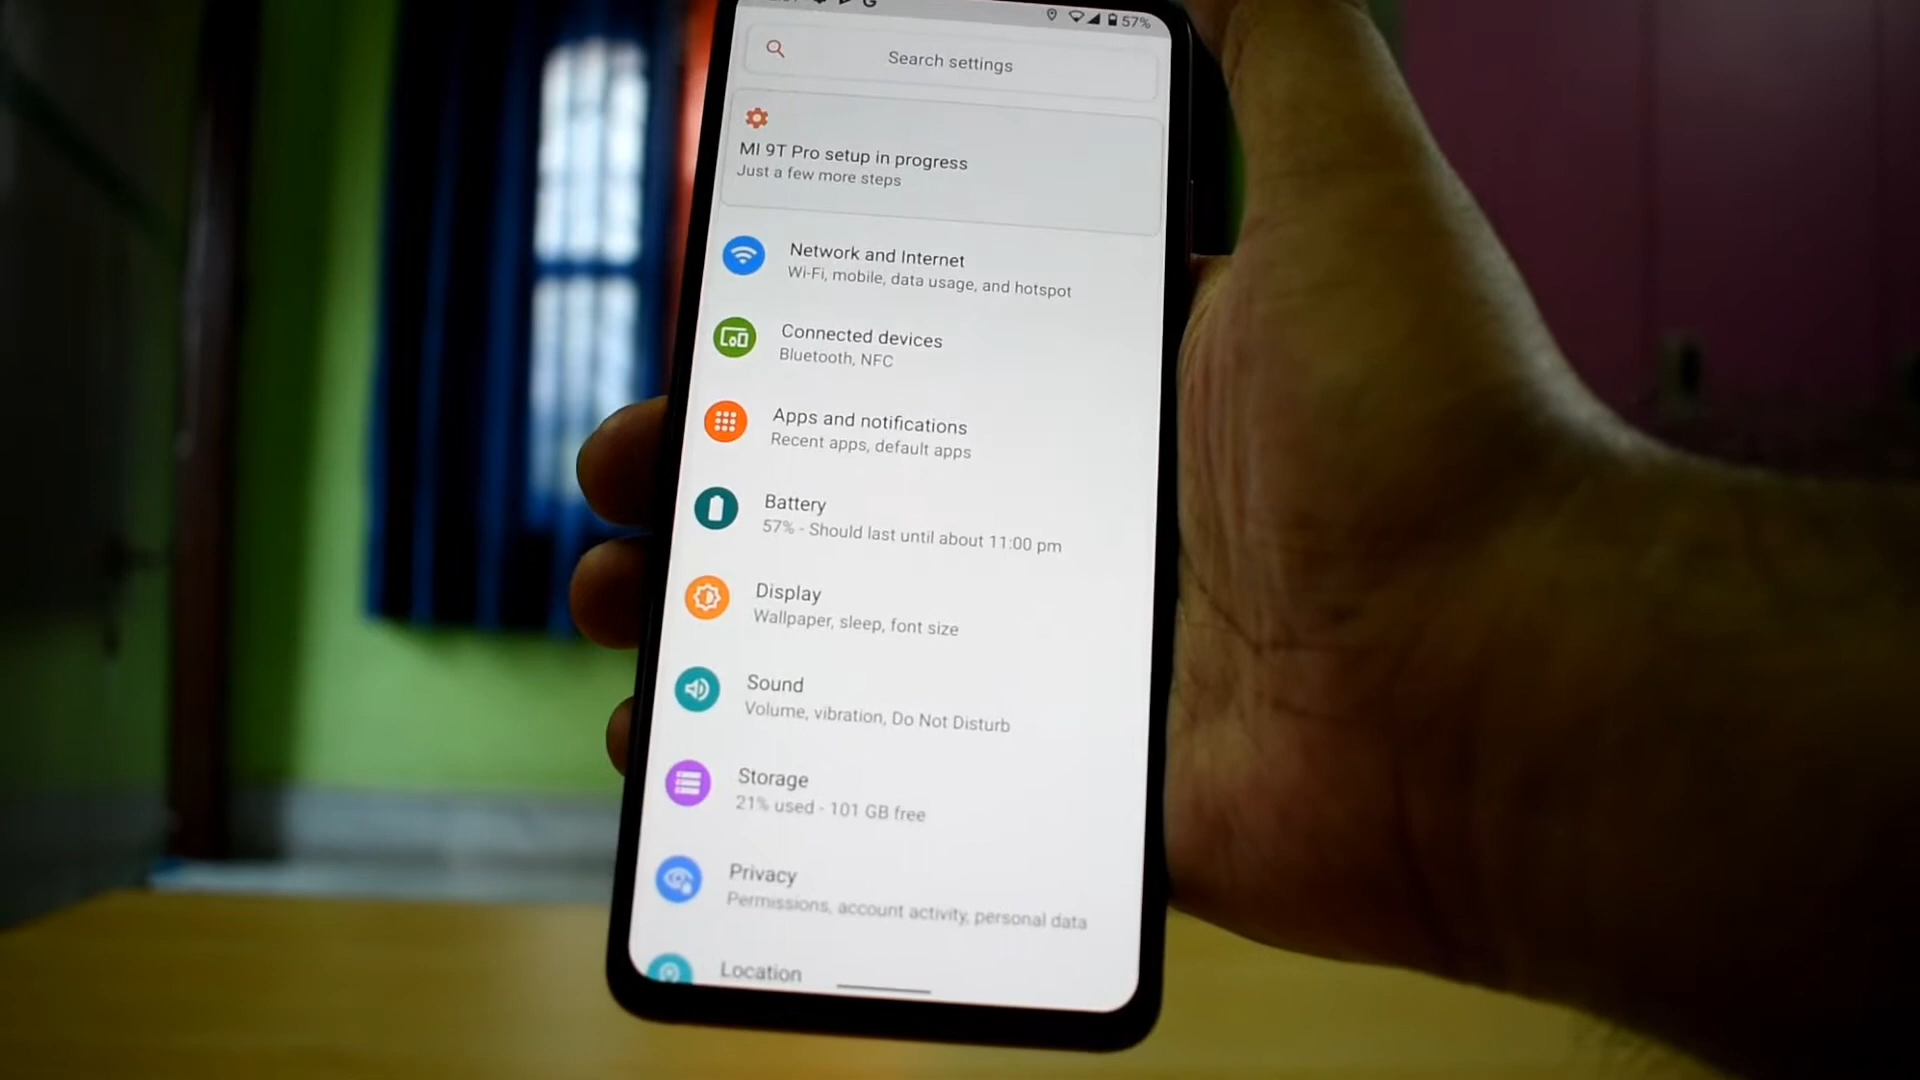 57%
Search settings
MI 9T Pro setup in progress
Just a few more steps
Network and Internet
Wi-Fi, mobile, data usage, and hotspot
Connected devices
Bluetooth, NFC
Apps and notifications
Recent apps, default apps
Battery
57% - Should last until about 11:00 pm
Display
Wallpaper, sleep, font size
Sound
Volume, vibration, Do Not Disturb
Storage
21% used - 101 GB free
Privacy
Permissions, account activity, personal data
Location